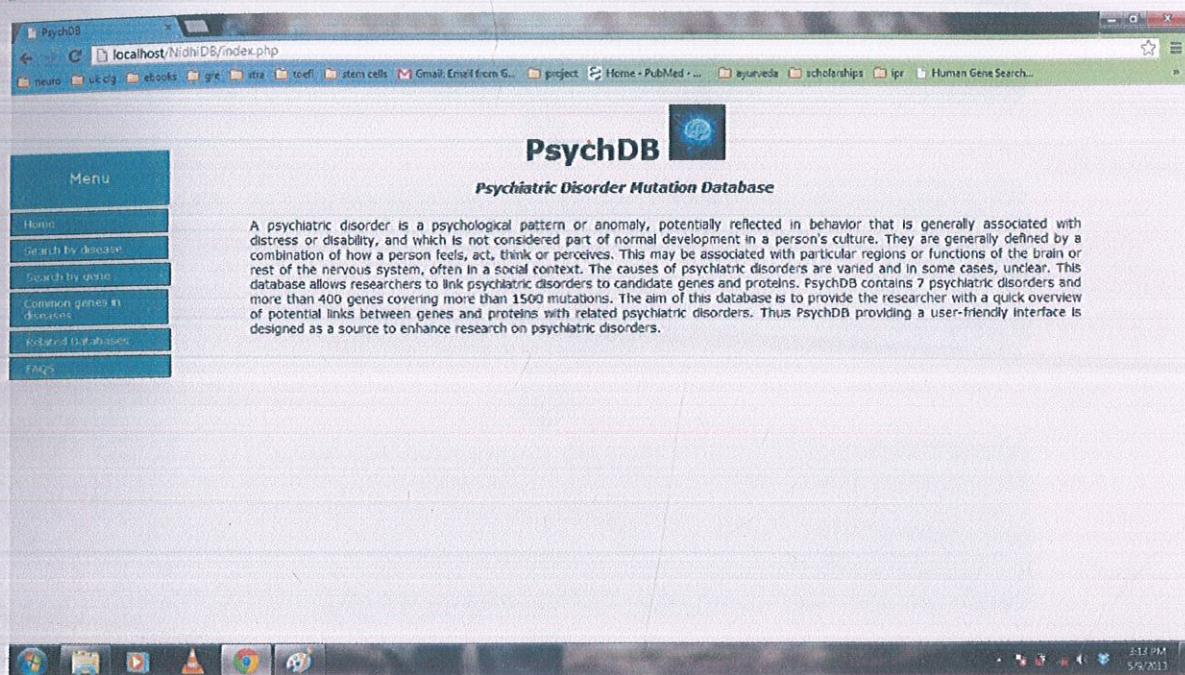 PsychDB
localhost/NidhiDB/index.php
neuro uk clg ebooks gre xtra toefl stem cells Gmail: Email from G... project Home - PubMed - ... ayurveda scholarships ipr Human Gene Search... »
PsychDB
Psychiatric Disorder Mutation Database
Menu
Home
Search by disease
Search by gene
Common genes in
diseases
Related Databases
FAQS
A psychiatric disorder is a psychological pattern or anomaly, potentially reflected in behavior that is generally associated with
distress or disability, and which is not considered part of normal development in a person's culture. They are generally defined by a
combination of how a person feels, act, think or perceives. This may be associated with particular regions or functions of the brain or
rest of the nervous system, often in a social context. The causes of psychiatric disorders are varied and in some cases, unclear. This
database allows researchers to link psychiatric disorders to candidate genes and proteins. PsychDB contains 7 psychiatric disorders and
more than 400 genes covering more than 1500 mutations. The aim of this database is to provide the researcher with a quick overview
of potential links between genes and proteins with related psychiatric disorders. Thus PsychDB providing a user-friendly interface is
designed as a source to enhance research on psychiatric disorders.
3:13 PM
5/9/2013